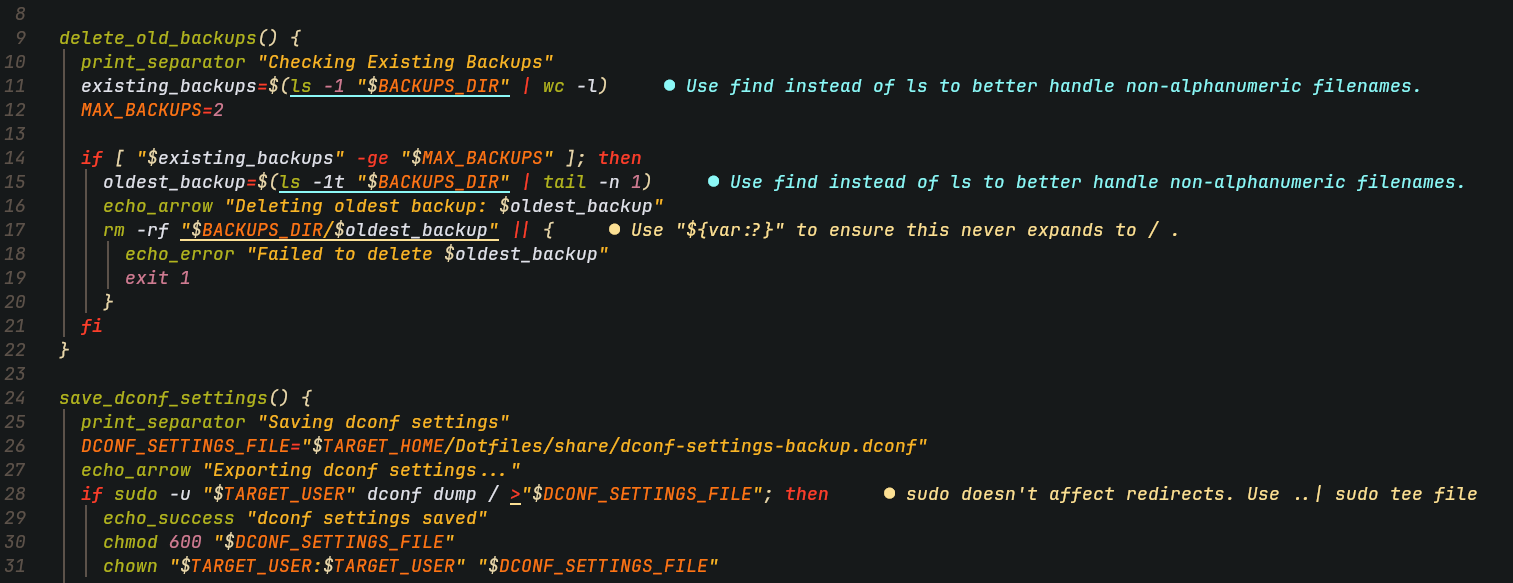 8
9 delete_old_backups() {
10 print_separator "Checking Existing Backups"
11 existing_backups=$(ls -1 "$BACKUPS_DIR" | wc -l) ● Use find instead of ls to better handle non-alphanumeric filenames.
12 MAX_BACKUPS=2
13
14 if [ "$existing_backups" -ge "$MAX_BACKUPS" ]; then
15 oldest_backup=$(ls -1t "$BACKUPS_DIR" | tail -n 1) ● Use find instead of ls to better handle non-alphanumeric filenames.
16 echo_arrow "Deleting oldest backup: $oldest_backup"
17 rm -rf "$BACKUPS_DIR/$oldest_backup" || { ● Use "${var:?}" to ensure this never expands to / .
18 echo_error "Failed to delete $oldest_backup"
19 exit 1
20 }
21 fi
22 }
23
24 save_dconf_settings() {
25 print_separator "Saving dconf settings"
26 DCONF_SETTINGS_FILE="$TARGET_HOME/Dotfiles/share/dconf-settings-backup.dconf"
27 echo_arrow "Exporting dconf settings..."
28 if sudo -u "$TARGET_USER" dconf dump / >"$DCONF_SETTINGS_FILE"; then ● sudo doesn't affect redirects. Use ..| sudo tee file
29 echo_success "dconf settings saved"
30 chmod 600 "$DCONF_SETTINGS_FILE"
31 chown "$TARGET_USER:$TARGET_USER" "$DCONF_SETTINGS_FILE"